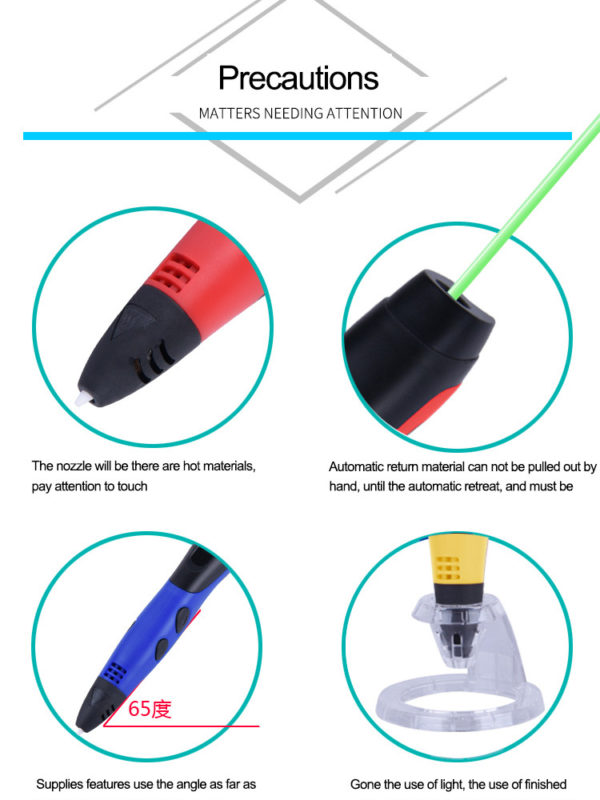 Precautions
MATTERS NEEDING ATTENTION
The nozzle will be there are hot materials,
pay attention to touch
Automatic return material can not be pulled out by
hand, until the automatic retreat, and must be
65度
Supplies features use the angle as far as
Gone the use of light, the use of finished